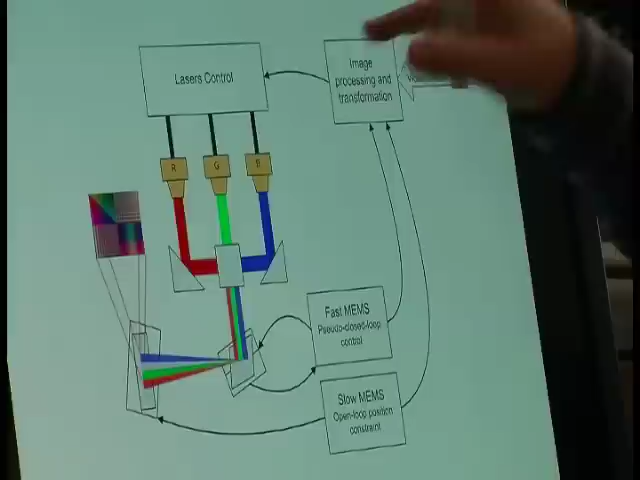 Lasers Control
Image
processing and
transformation
R
G
B
Fast MEMS
Pseudo-closed-loop
control
Slow MEMS
Open-loop position
constraint